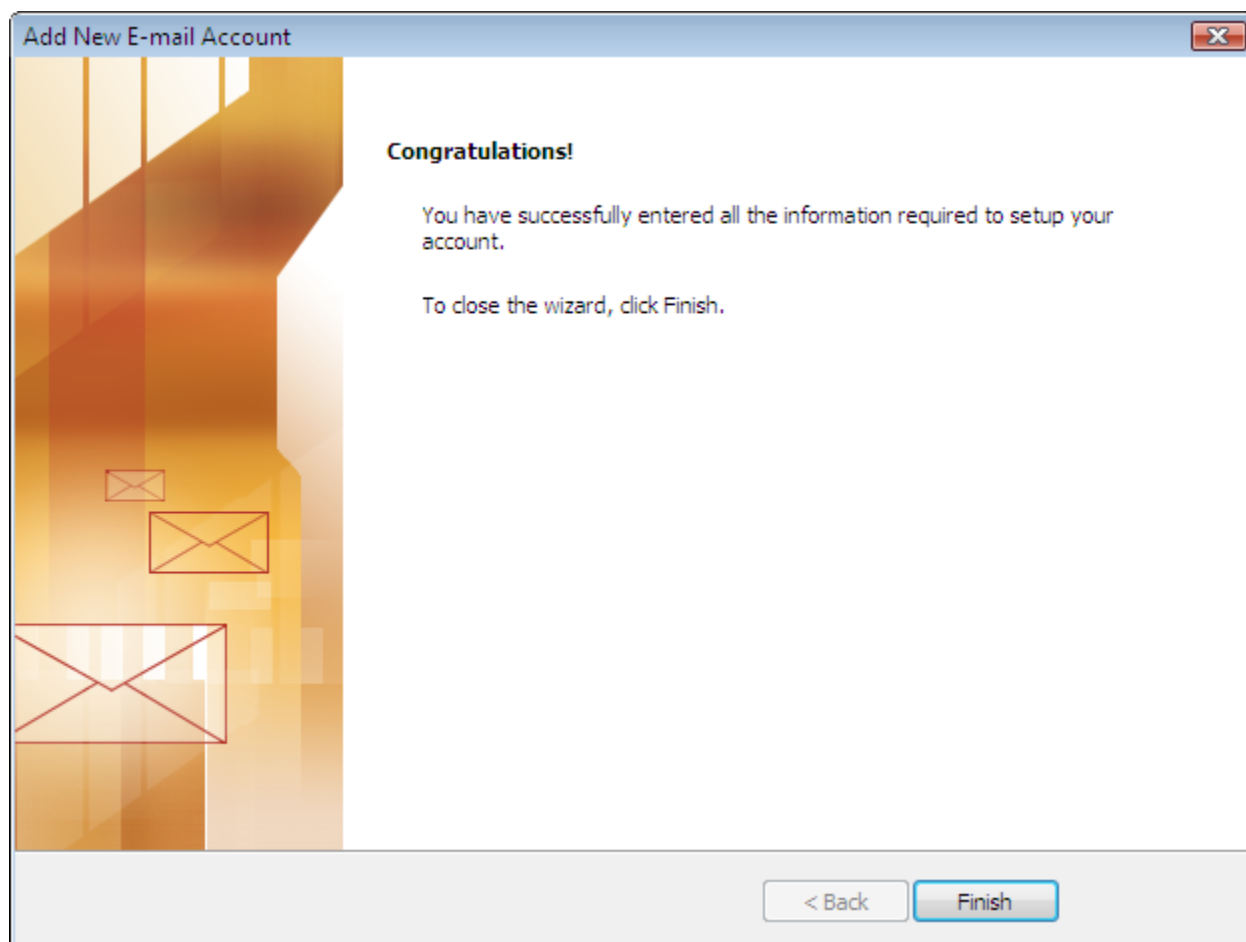 Add New E-mail Account
Congratulations!
You have successfully entered all the information required to setup your
account.
To close the wizard, click Finish.
< Back
Finish